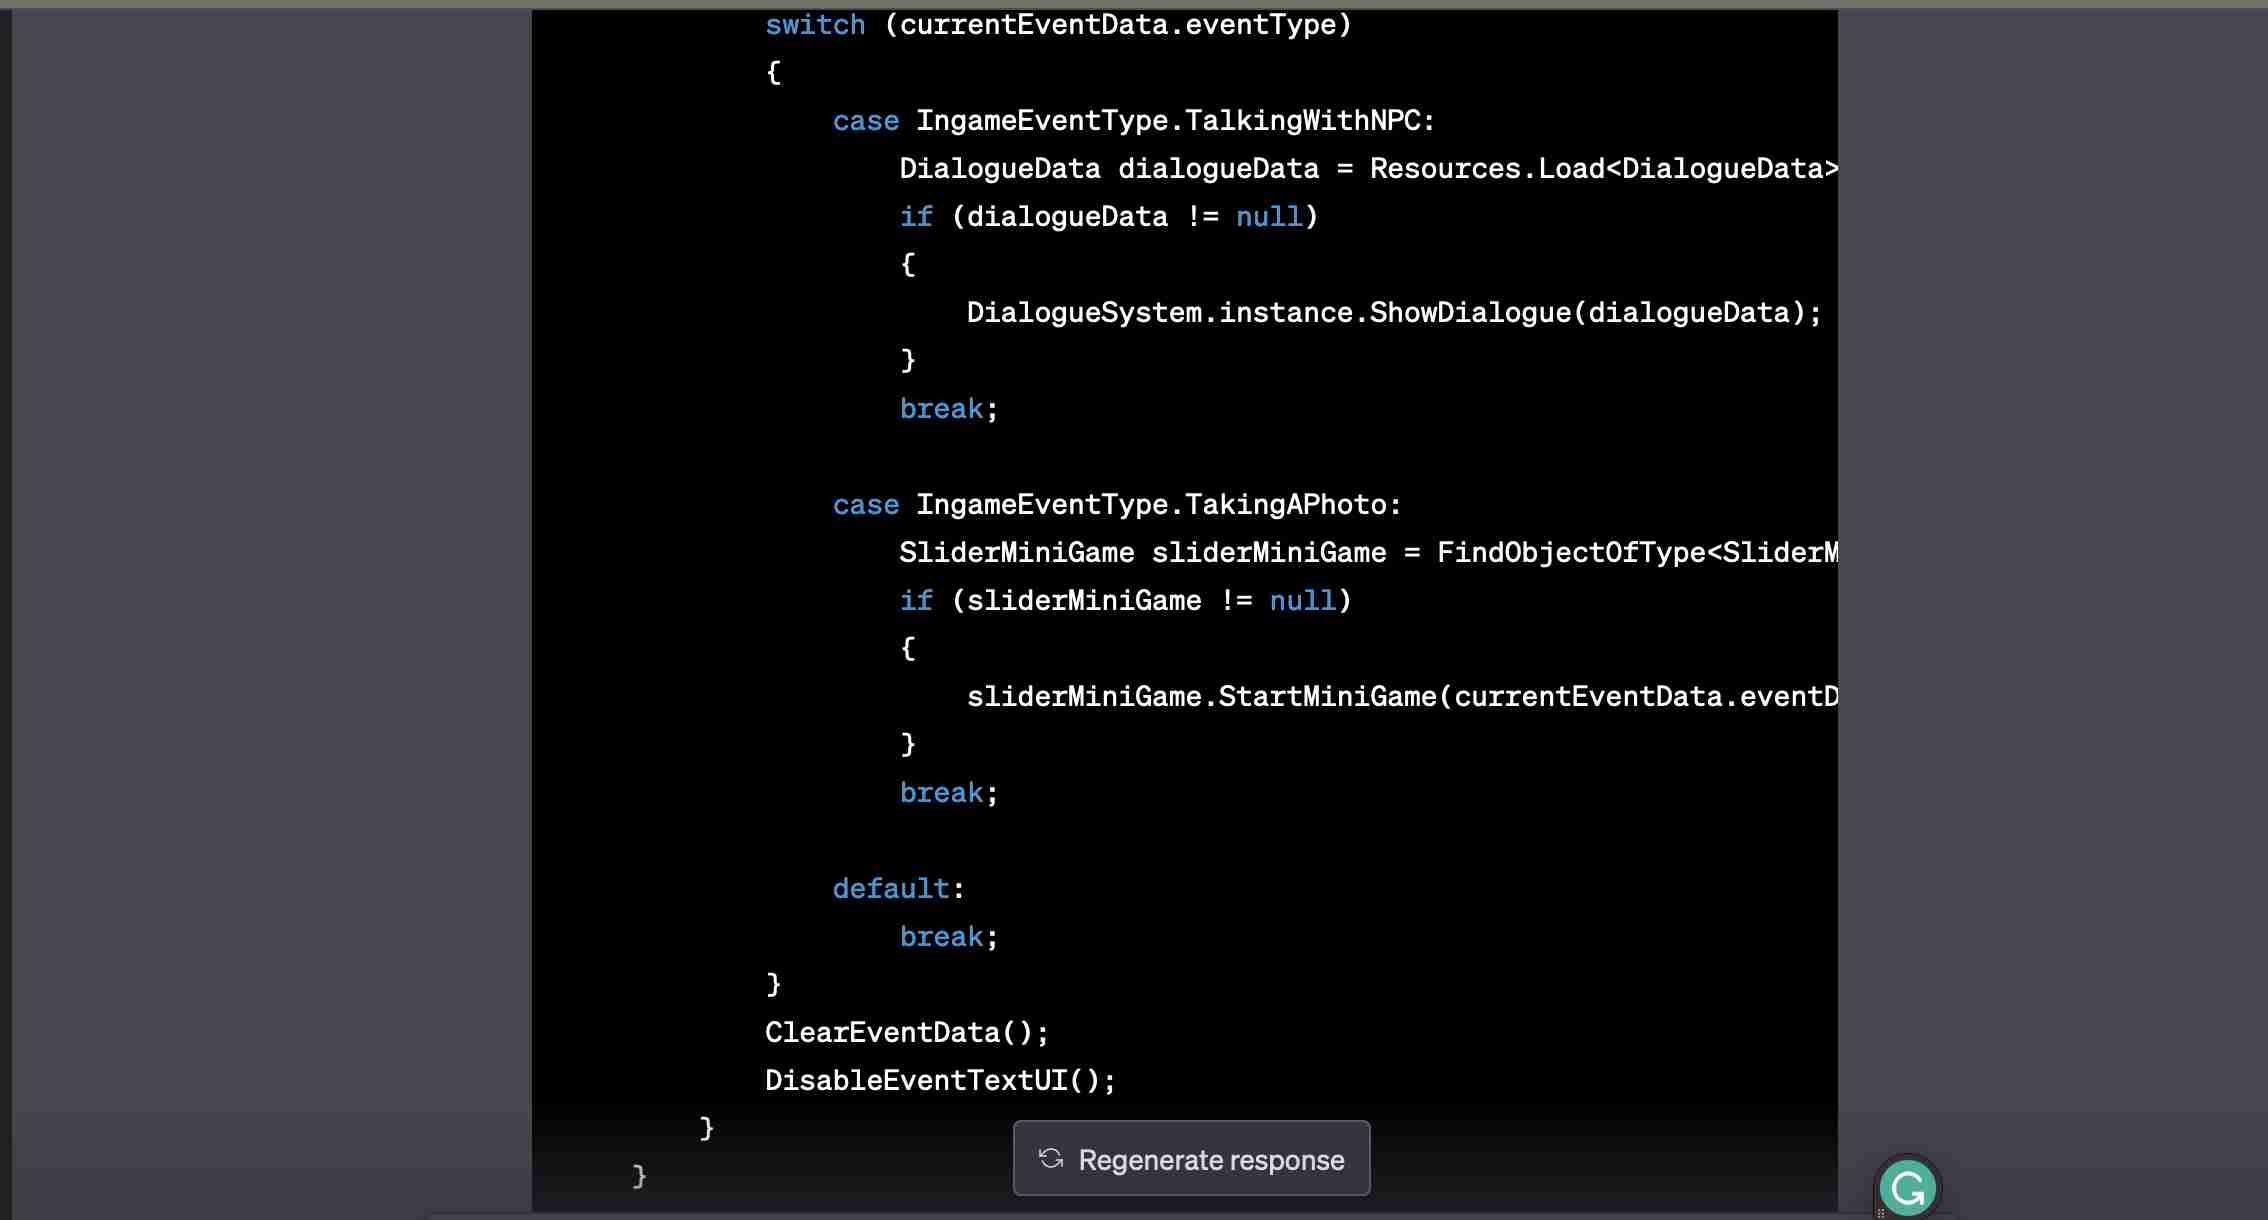 switch (currentEventData.eventType)
{
case IngameEventType.TalkingWithNPC:
DialogueData dialogueData = Resources.Load<DialogueData>
if (dialogueData != null)
{
DialogueSystem.instance.ShowDialogue(dialogueData);
}
break;
case IngameEventType.TakingAPhoto:
SliderMiniGame sliderMiniGame = FindObjectOfType<SliderM
if (sliderMiniGame != null)
{
sliderMiniGame.StartMiniGame(currentEventData.eventD
}
break;
default:
break;
}
ClearEventData();
DisableEventTextUI();
}
}
Regenerate response